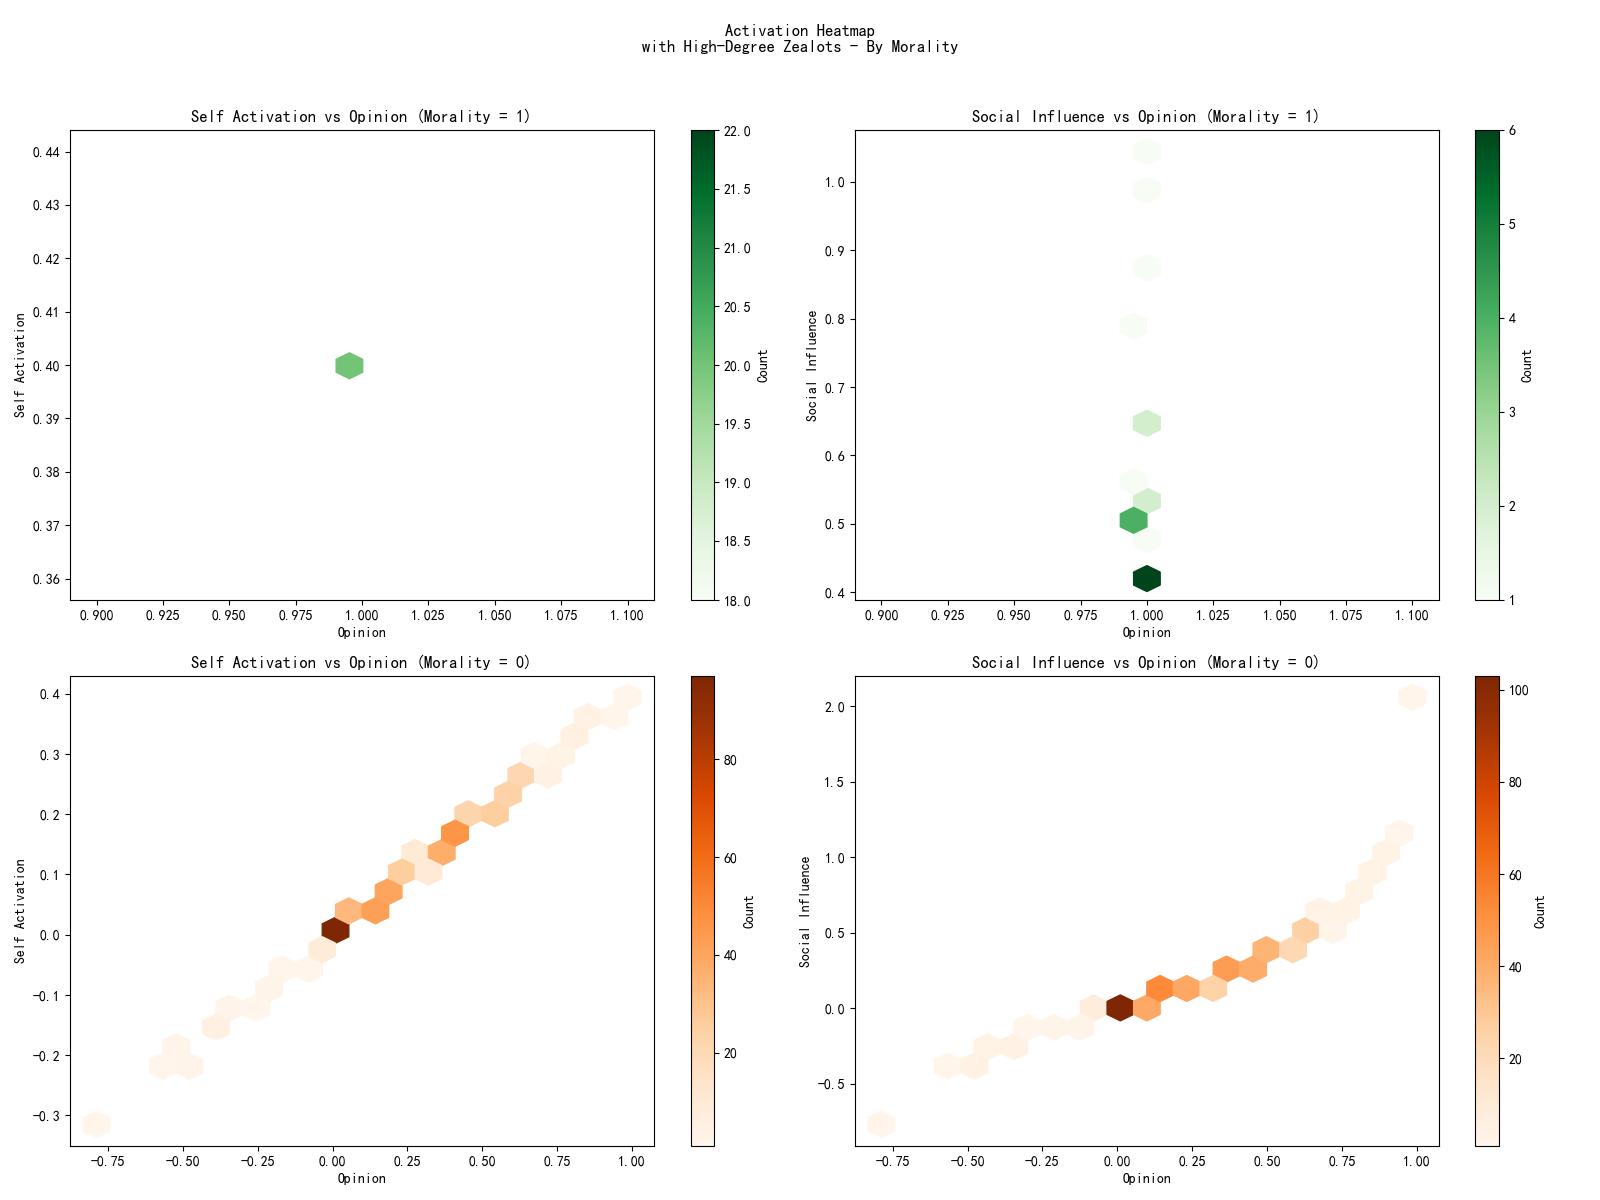 Activation Heatmap
with High-Degree Zealots - By Morality
Self Activation vs Opinion (Morality = 1)
0.44
0.43
0.42
0.41
0.40
0.39
0.38
0.37
0.36
Self Activation
0.900 0.925 0.950 0.975 1.000 1.025 1.050 1.075 1.100
Opinion
22.0
21.5
21.0
20.5
20.0
19.5
19.0
18.5
18.0
Count
Social Influence vs Opinion (Morality = 1)
1.0
0.9
0.8
0.7
0.6
0.5
0.4
Social Influence
0.900 0.925 0.950 0.975 1.000 1.025 1.050 1.075 1.100
Opinion
6
5
4
3
2
1
Count
Self Activation vs Opinion (Morality = 0)
0.4
0.3
0.2
0.1
0.0
-0.1
-0.2
-0.3
Self Activation
-0.75 -0.50 -0.25 0.00 0.25 0.50 0.75 1.00
Opinion
80
60
40
20
Count
Social Influence vs Opinion (Morality = 0)
2.0
1.5
1.0
0.5
0.0
-0.5
Social Influence
-0.75 -0.50 -0.25 0.00 0.25 0.50 0.75 1.00
Opinion
100
80
60
40
20
Count